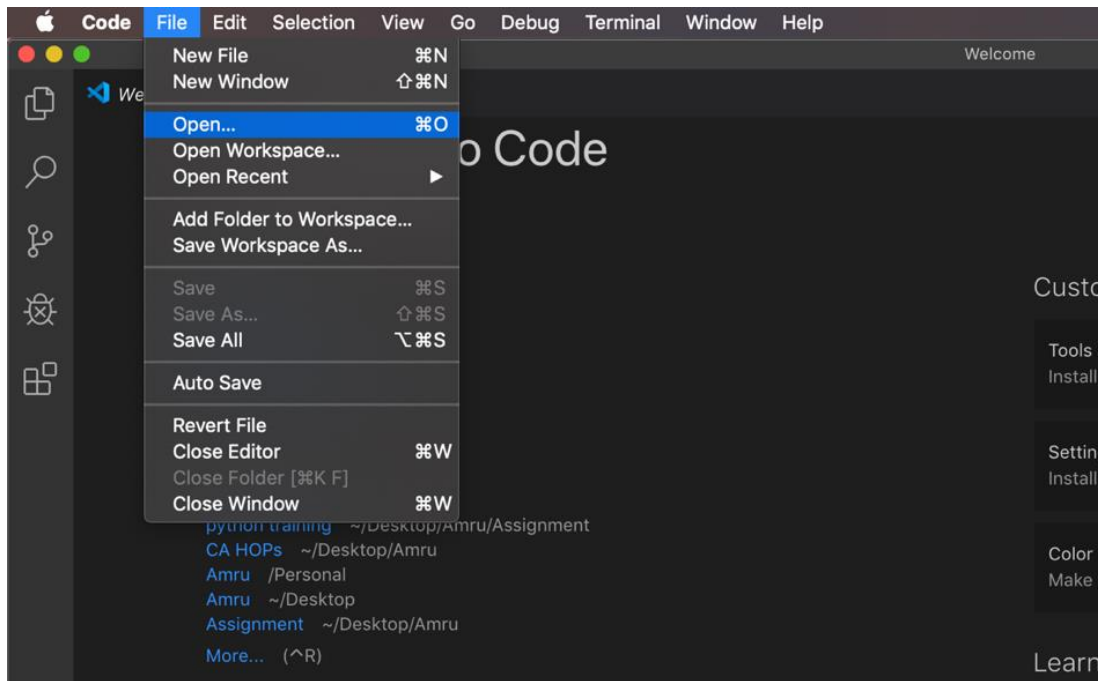 Code File Edit Selection View Go Debug Terminal Window Help
Welcome
We
New File ⌘N
New Window ⇧⌘N
Open... ⌘O
Open Workspace...
Open Recent ▶
Add Folder to Workspace...
Save Workspace As...
Save ⌘S
Save As... ⇧⌘S
Save All ⌥⌘S
Auto Save
Revert File
Close Editor ⌘W
Close Folder [⌘K F]
Close Window ⌘W
o Code
python training ~/Desktop/Amru/Assignment
CA HOPs ~/Desktop/Amru
Amru /Personal
Amru ~/Desktop
Assignment ~/Desktop/Amru
More... (^R)
Custo
Tools
Install
Settin
Install
Color
Make
Learn